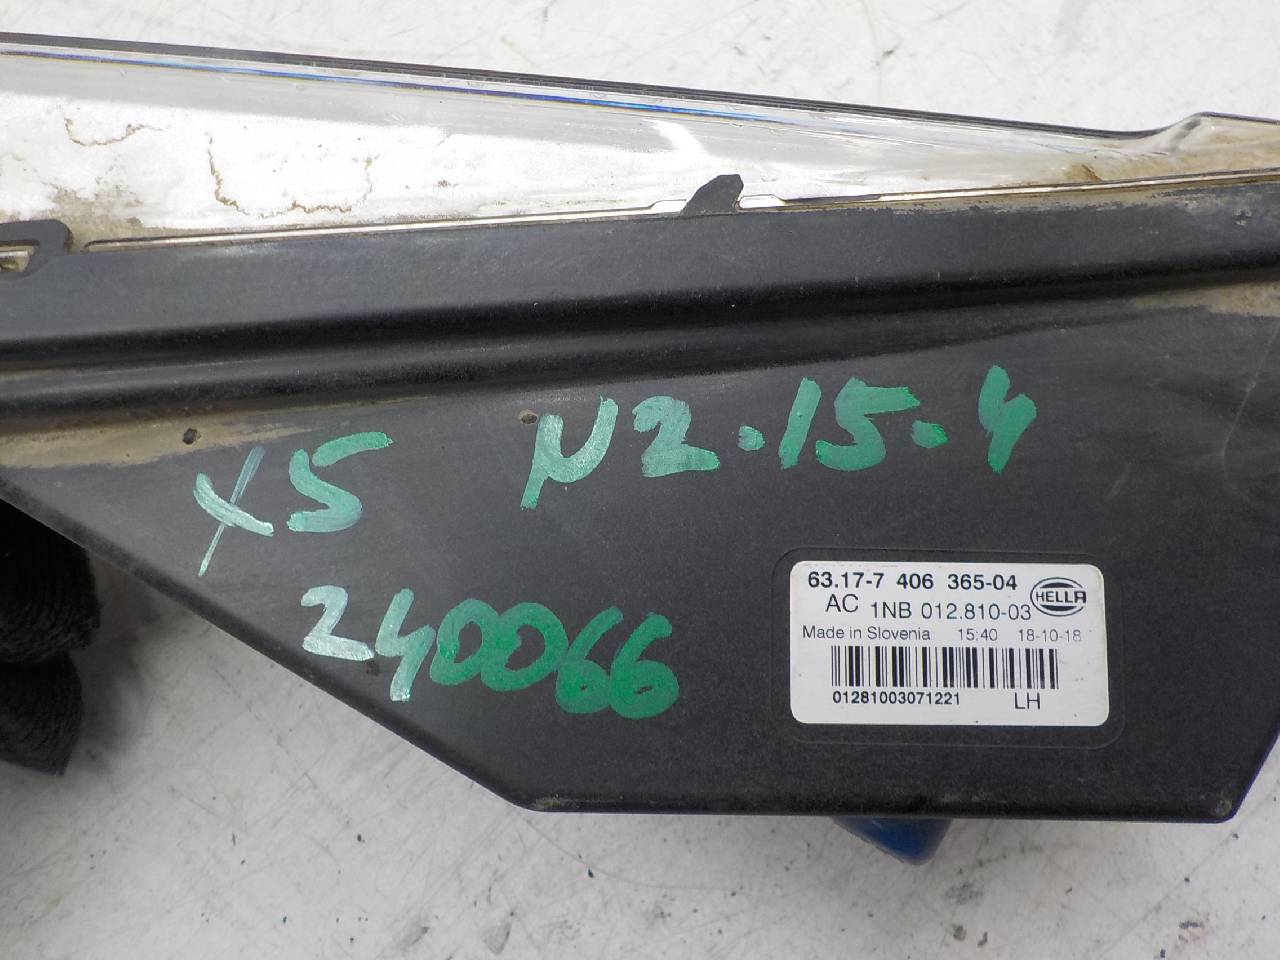 X5 N2.15.4
240066
63.17-7 406 365-04
AC 1NB 012.810-03 HELLA
Made in Slovenia 15:40 18-10-18
01281003071221 LH